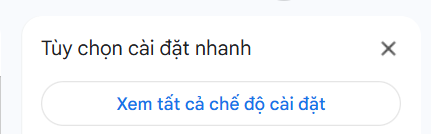 Tùy chọn cài đặt nhanh
Xem tất cả chế độ cài đặt